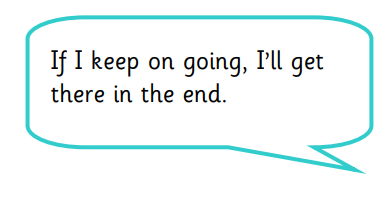 If I keep on going, I’ll get
there in the end.